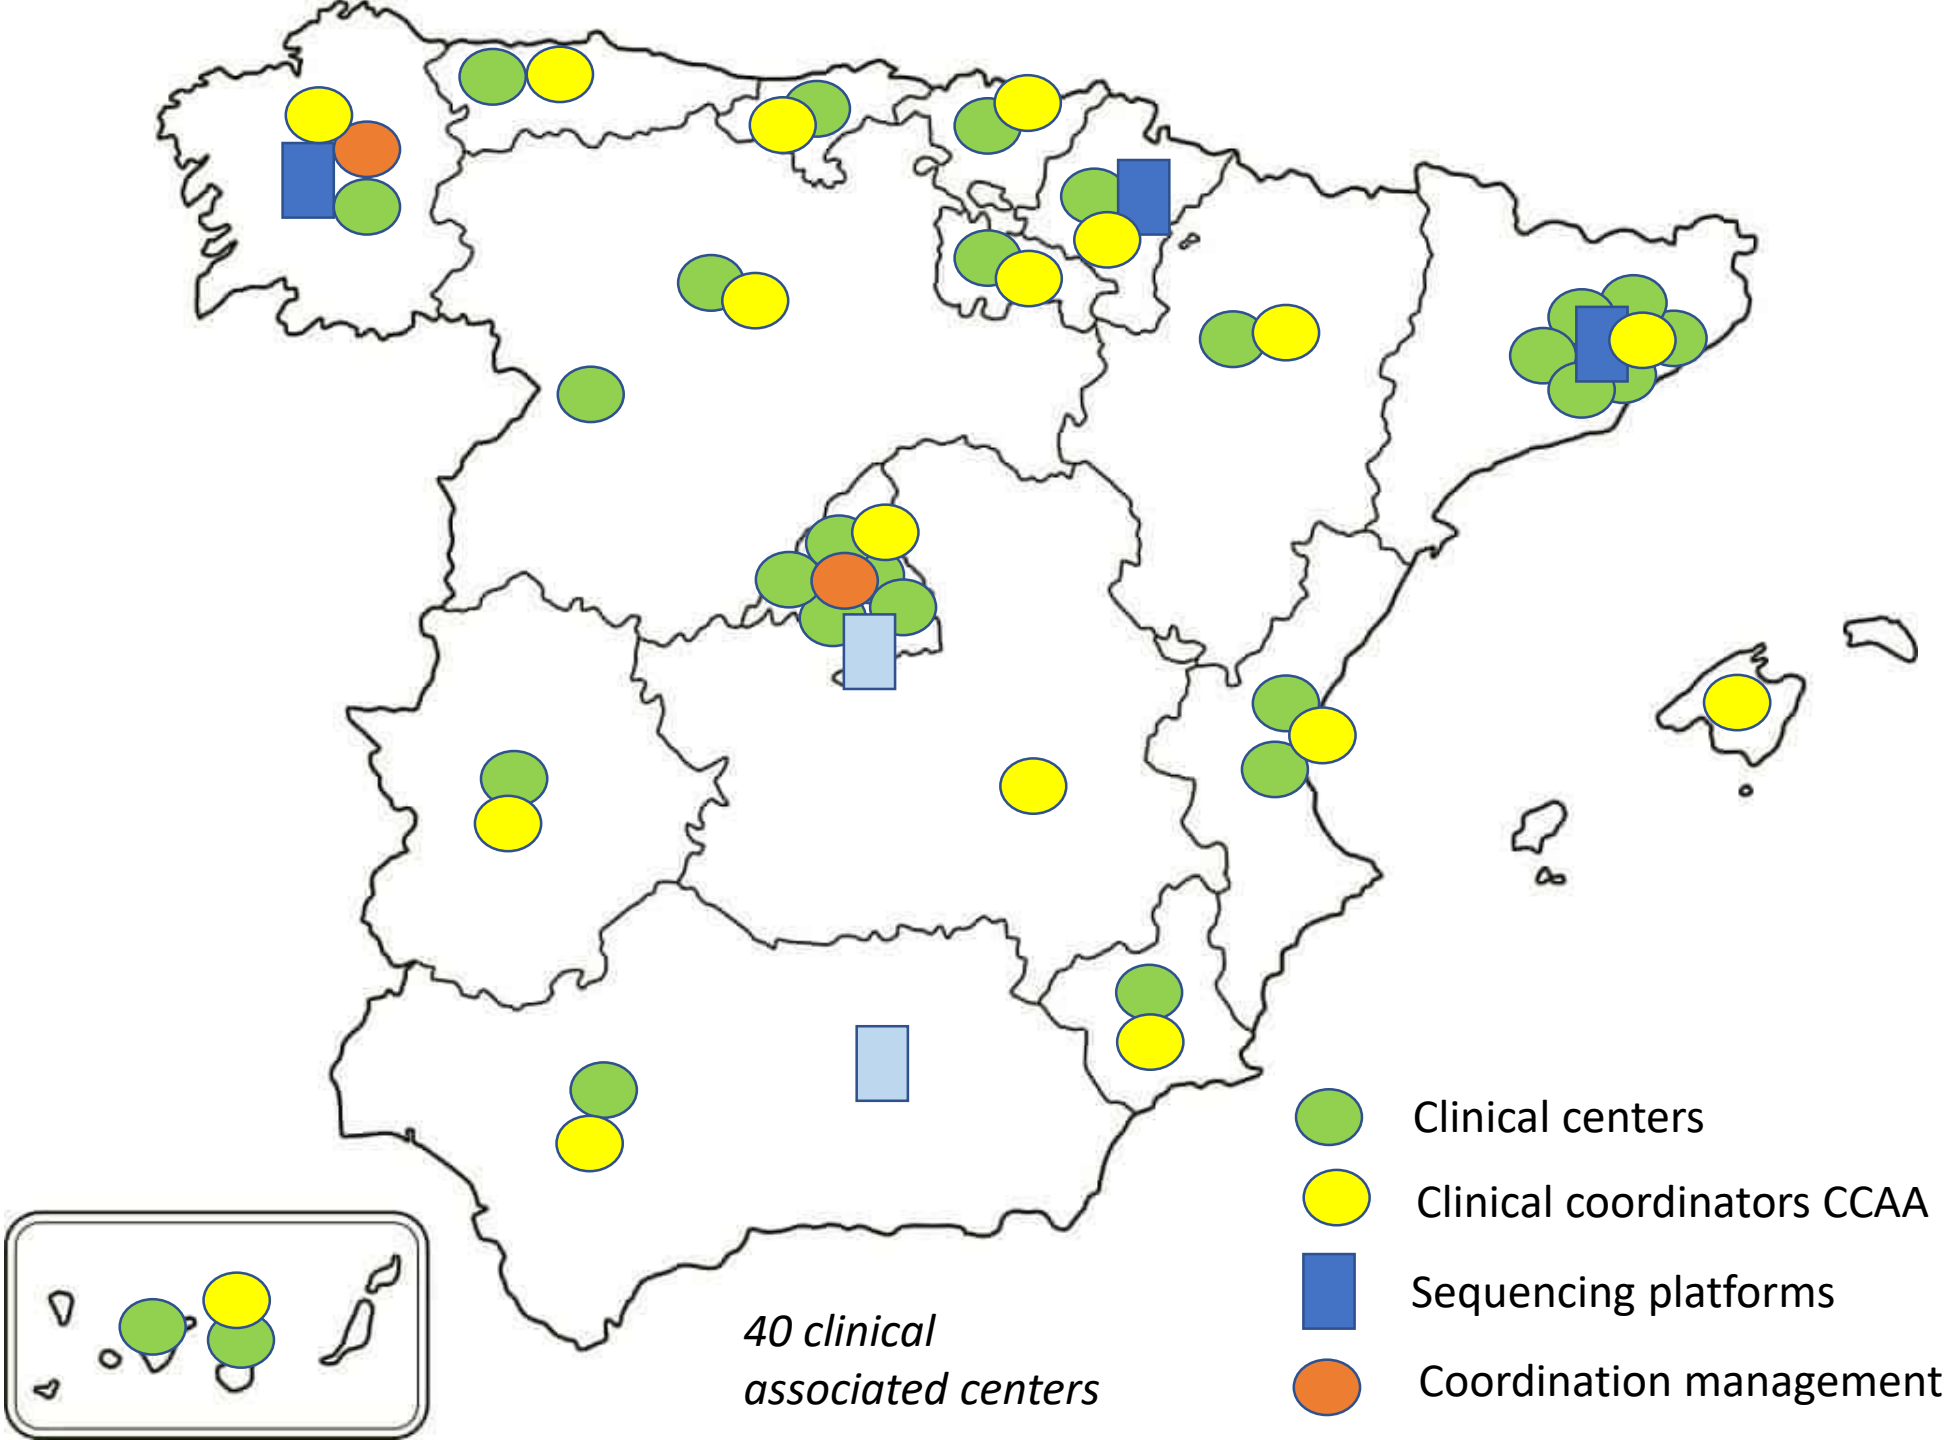 Clinical centers
Clinical coordinators CCAA
Sequencing platforms
Coordination management
40 clinical
associated centers